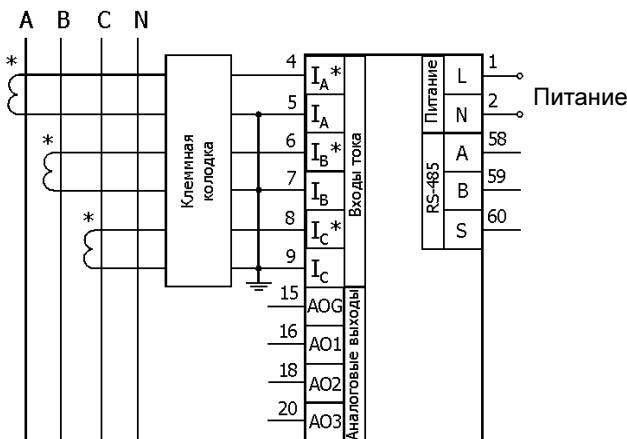 A B C N
*
*
*
Клеммная
колодка
4 I_A*
5 I_A
6 I_B*
7 I_B
8 I_C*
9 I_C
Входы тока
15 AOG
16 AO1
18 AO2
20 AO3
Аналоговые выходы
Питание
L 1
N 2
Питание
RS-485
A 58
B 59
S 60